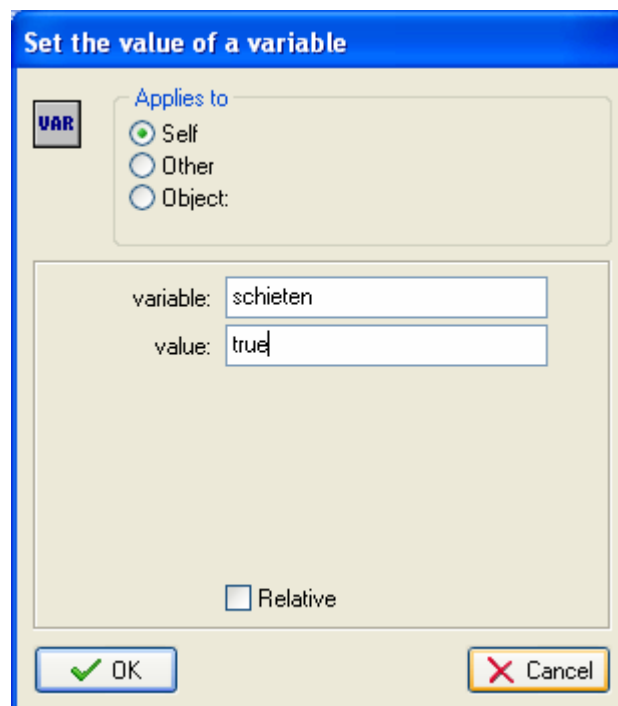 Set the value of a variable
VAR
Applies to
Self
Other
Object:
variable: schieten
value: true
Relative
OK Cancel